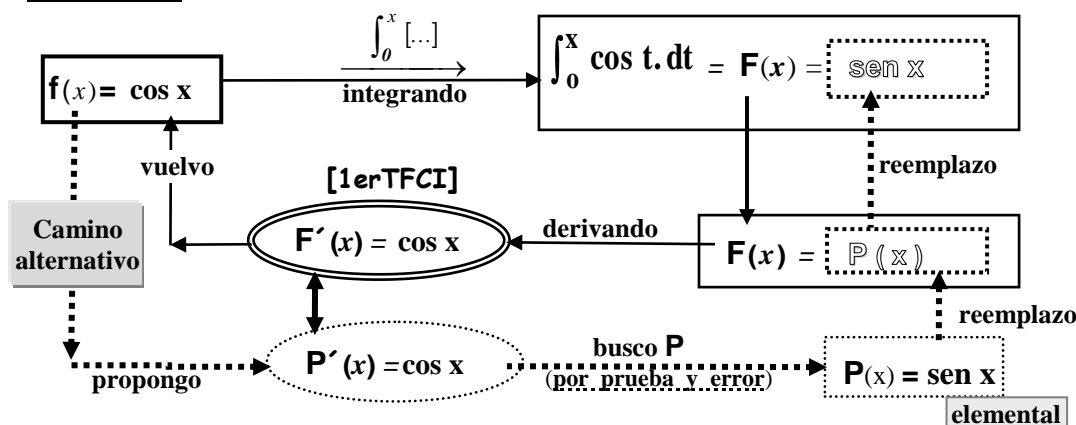 ∫₀ˣ [...]
integrando
f(x) = cos x
∫₀ˣ cos t. dt = F(x) = sen x
vuelvo
[1erTFCI]
reemplazo
Camino
alternativo
F´(x) = cos x
derivando
F(x) = P(x)
reemplazo
propongo
P´(x) = cos x
busco P
(por prueba y error)
P(x) = sen x
elemental